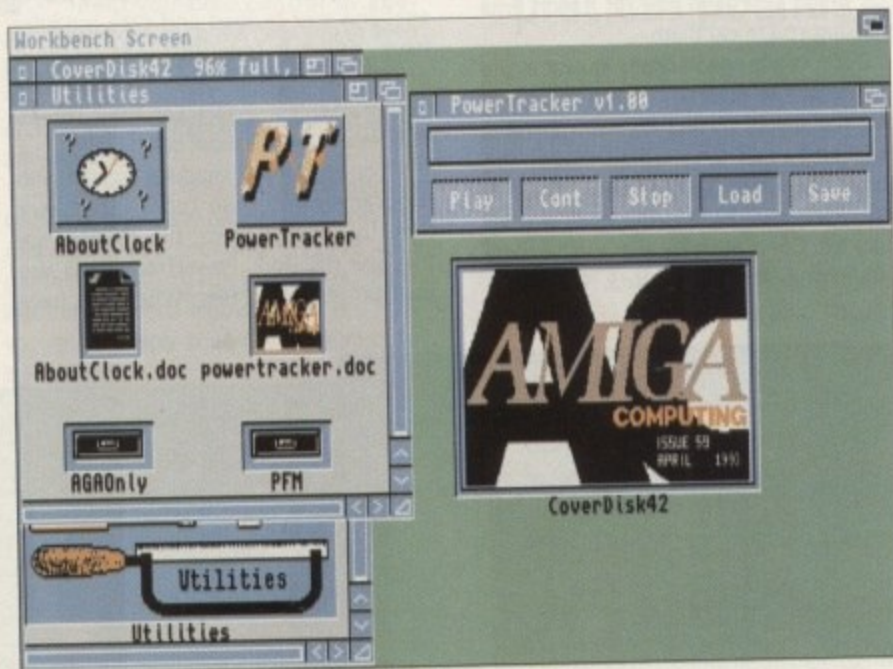 Workbench Screen
CoverDisk42 96% full,
Utilities
PT
AboutClock
PowerTracker
AboutClock.doc
powertracker.doc
AMIGA
AGAOnly
PFM
Utilities
Utilities
PowerTracker v1.00
Play Cont Stop Load Save
AMIGA
COMPUTING
ISSUE 59
APRIL
CoverDisk42